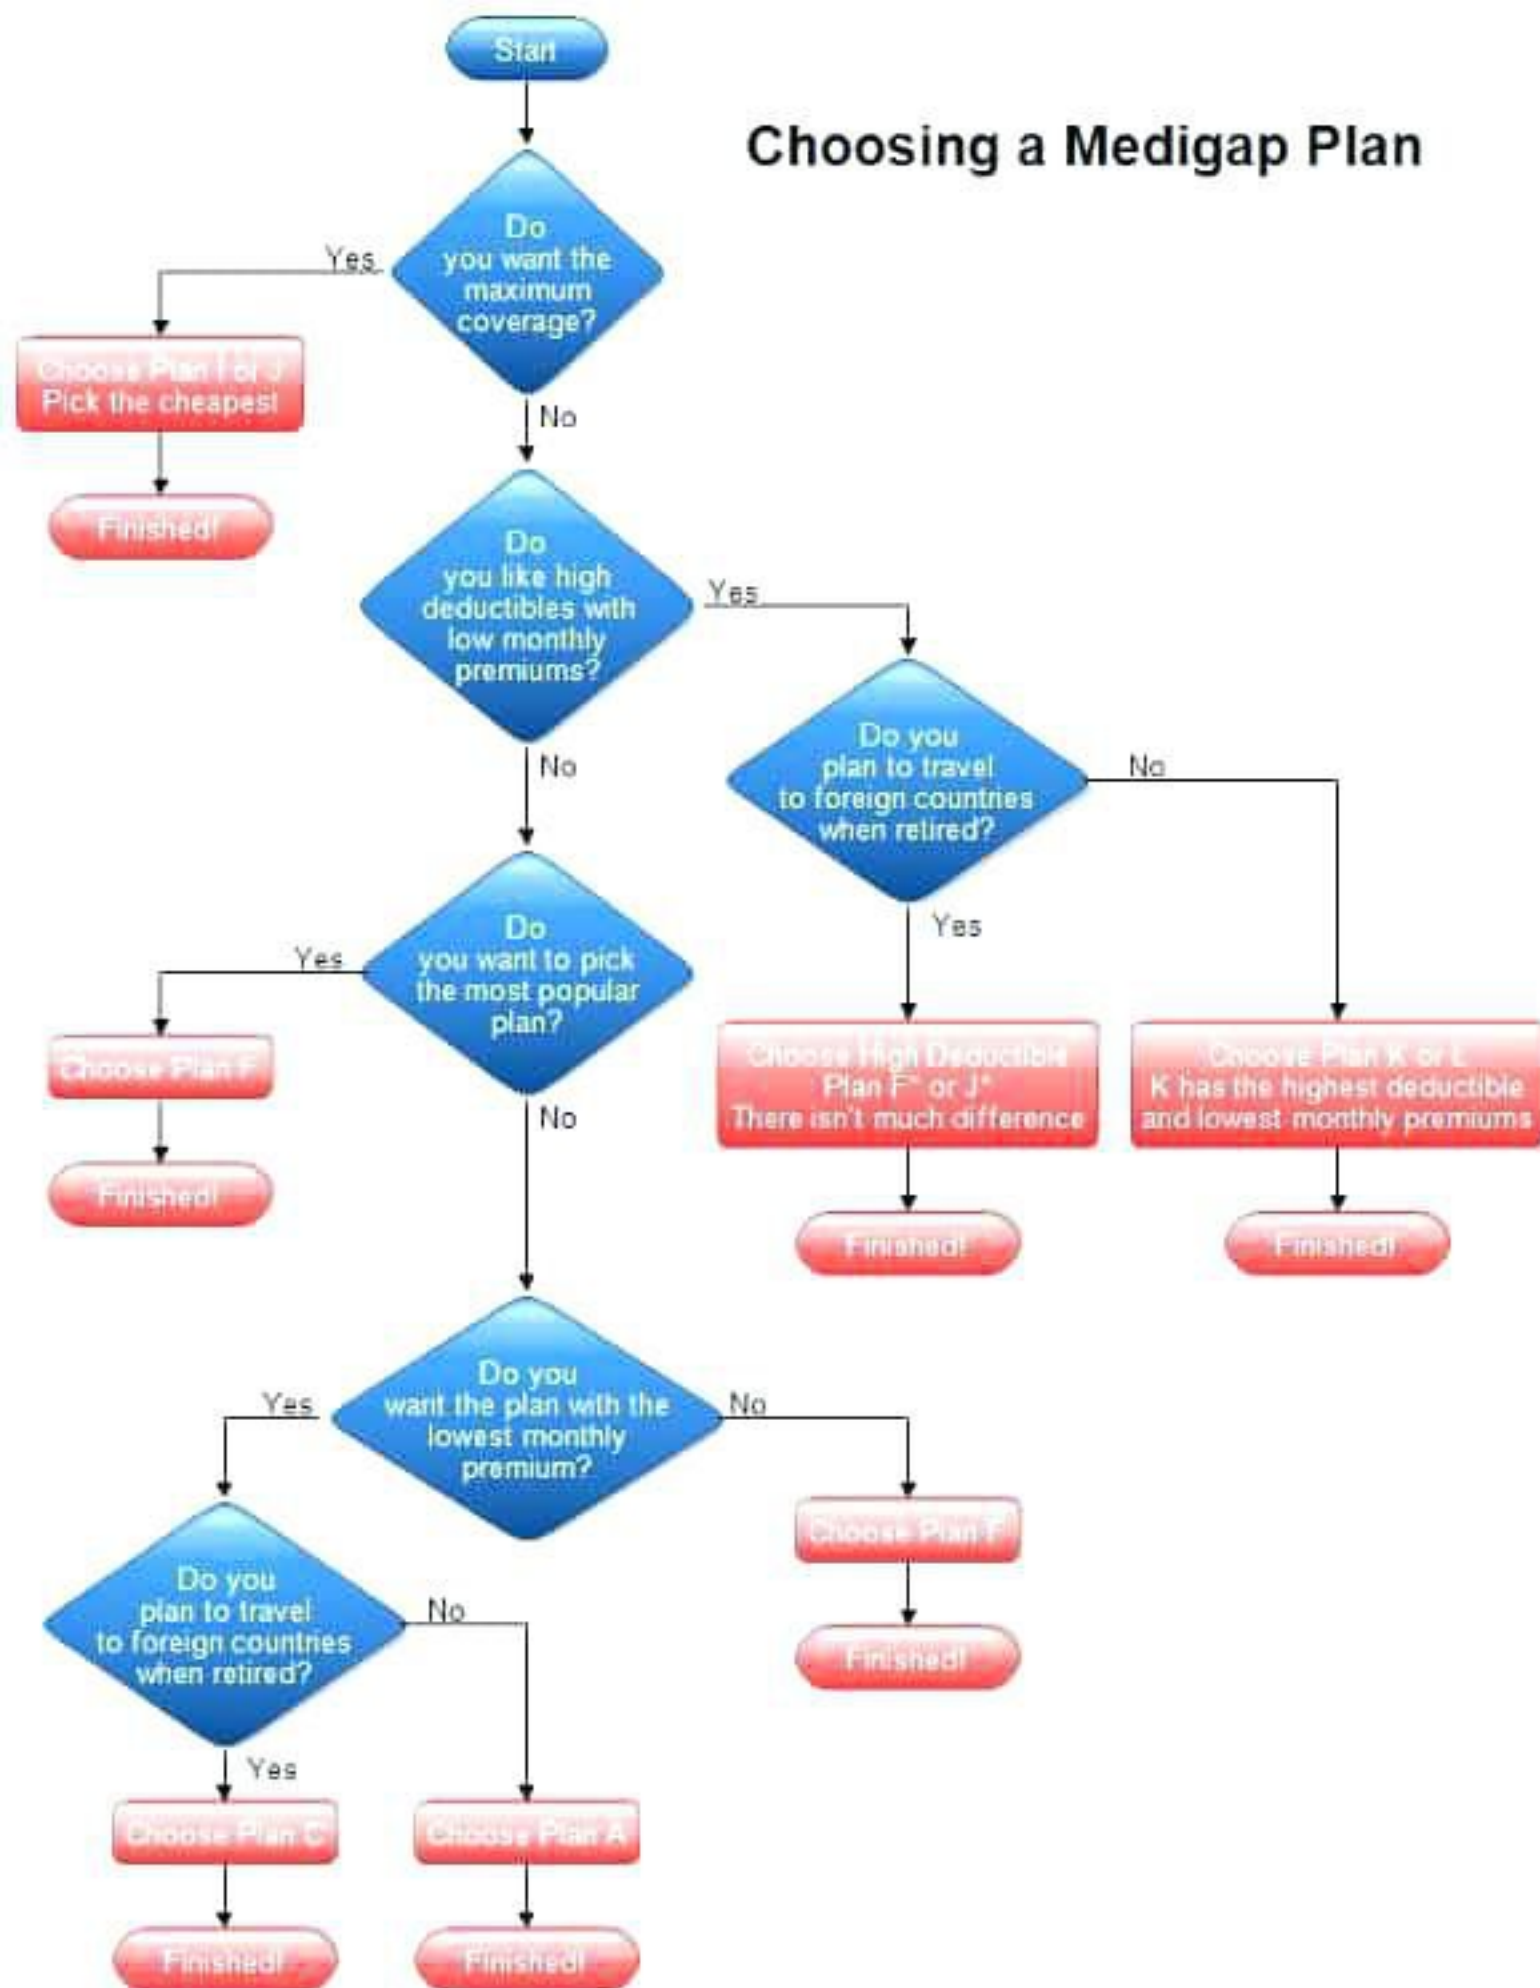 Start
Choosing a Medigap Plan
Do
you want the
maximum
coverage?
Yes
Choose Plan I or J
Pick the cheapest
Finished!
No
Do
you like high
deductibles with
low monthly
premiums?
Yes
Do you
plan to travel
to foreign countries
when retired?
No
Yes
Choose High Deductible
Plan F* or J*
There isn't much difference
Finished!
Choose Plan K or L
K has the highest deductible
and lowest monthly premiums
Finished!
No
Do
you want to pick
the most popular
plan?
Yes
Choose Plan F
Finished!
No
Do you
want the plan with the
lowest monthly
premium?
Yes
No
Choose Plan F
Finished!
Do you
plan to travel
to foreign countries
when retired?
No
Yes
Choose Plan C
Finished!
Choose Plan A
Finished!